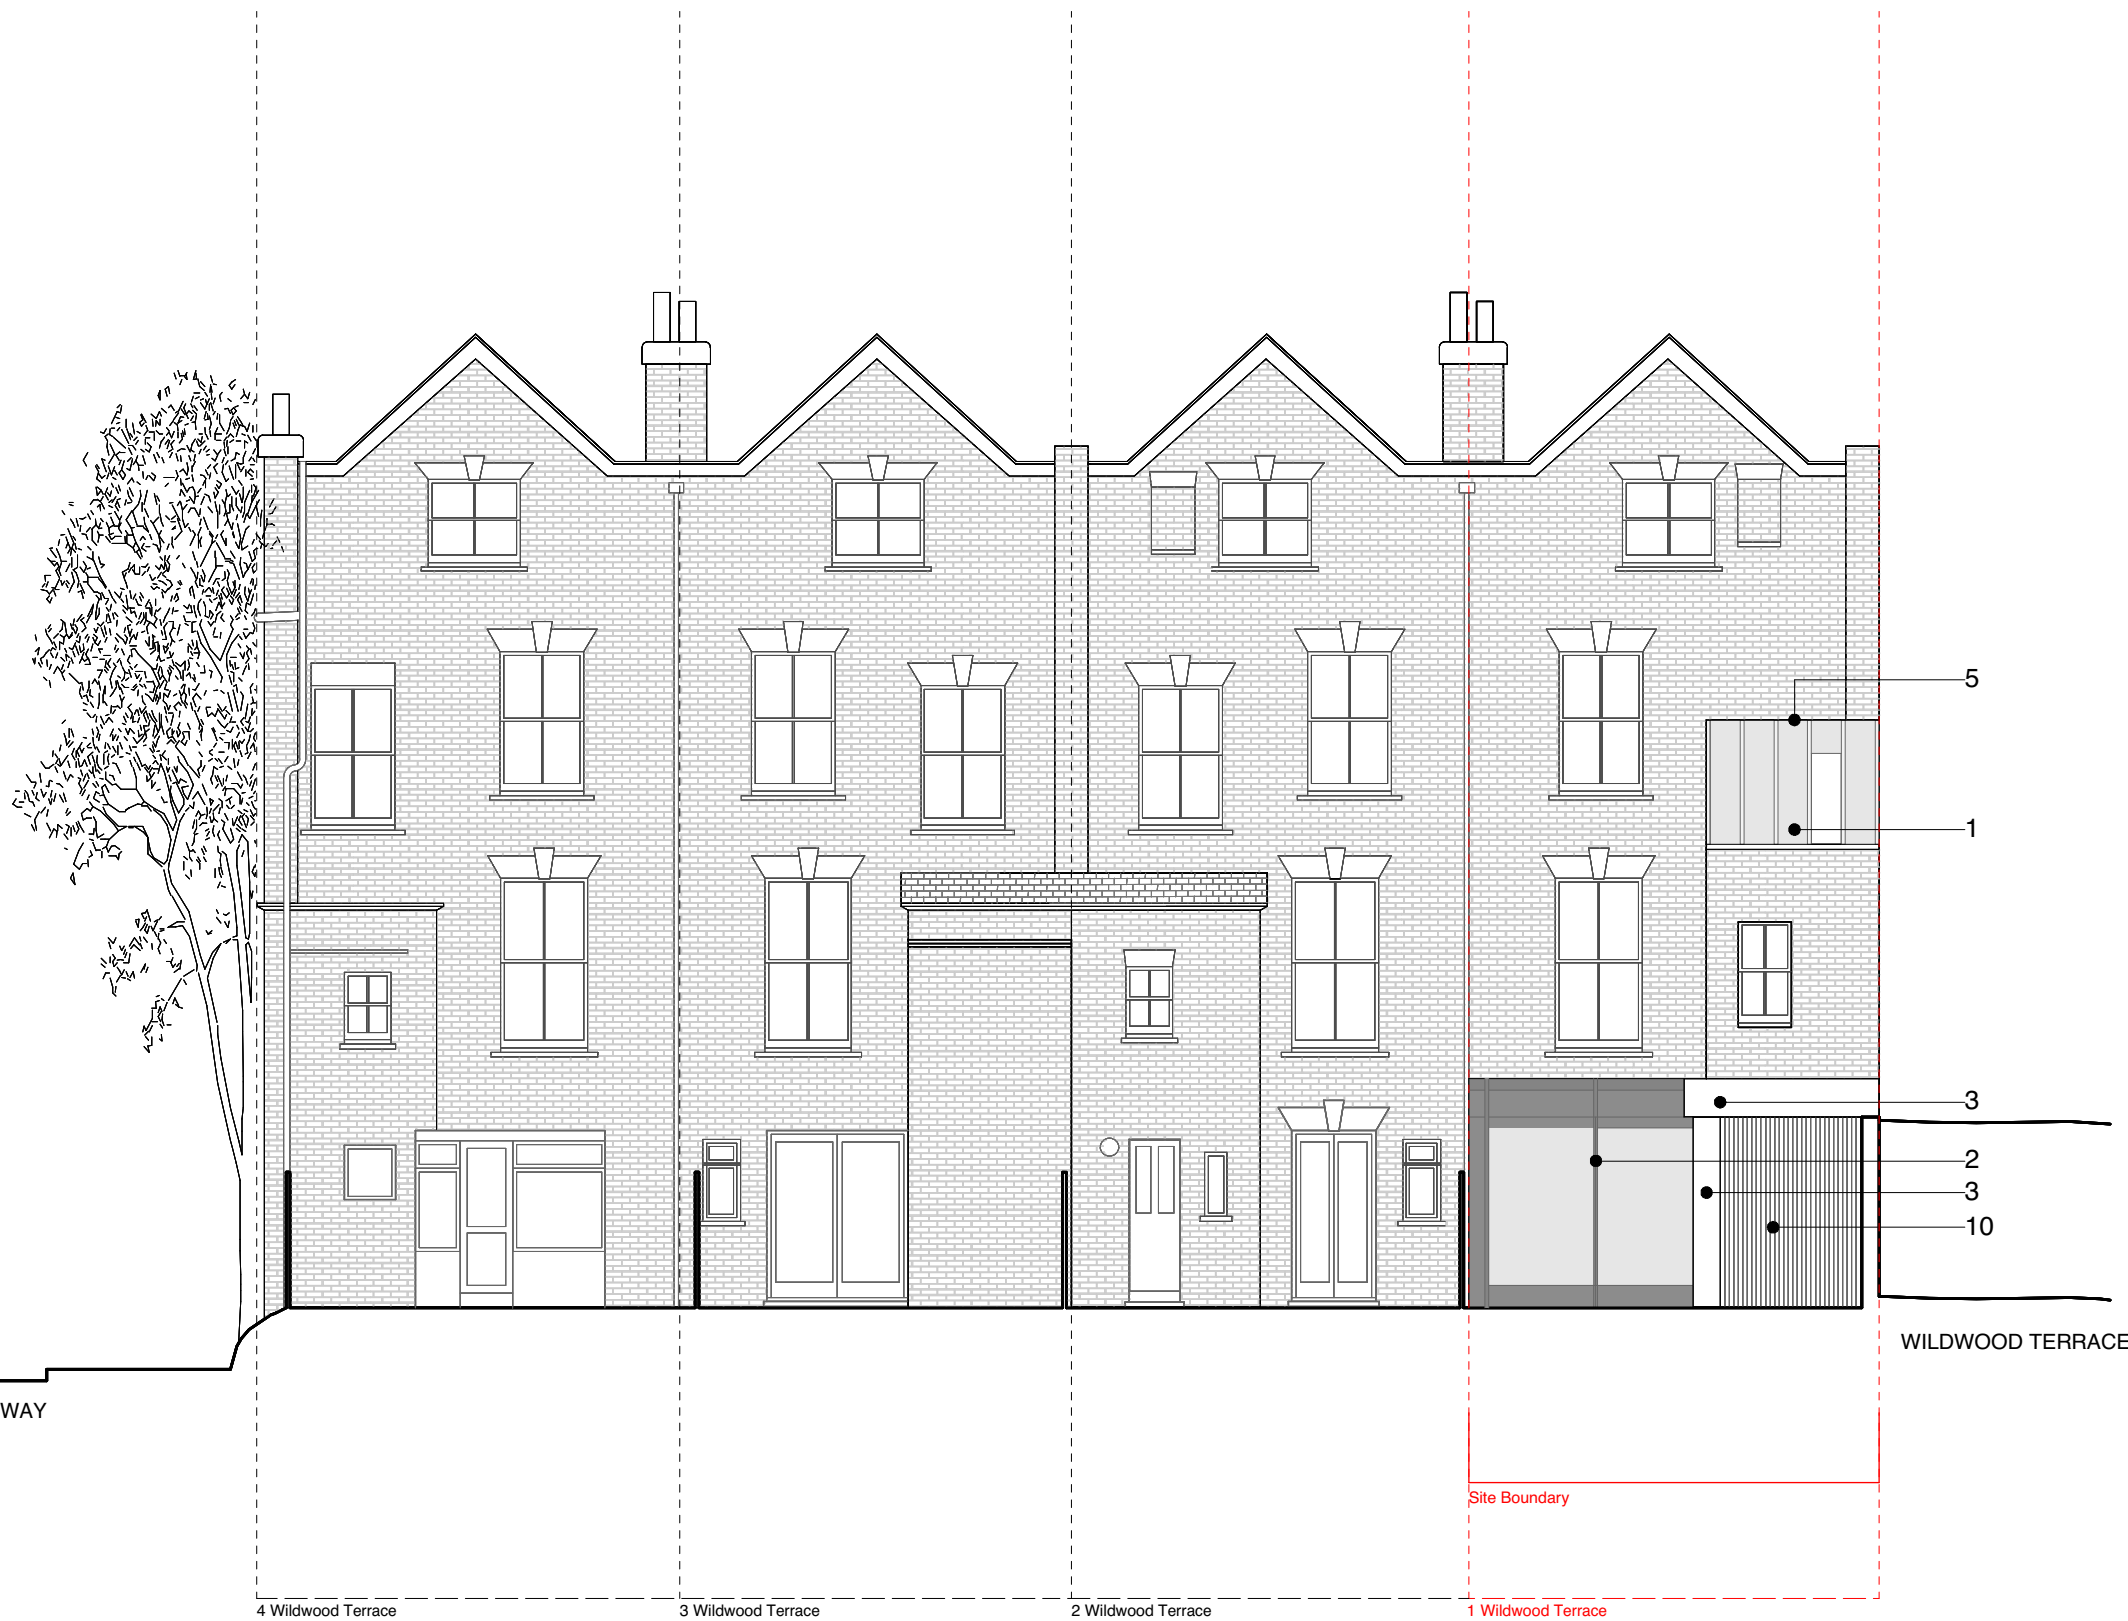 5
1
3
2
3
10
WILDWOOD TERRACE
WAY
Site Boundary
4 Wildwood Terrace
3 Wildwood Terrace
2 Wildwood Terrace
1 Wildwood Terrace